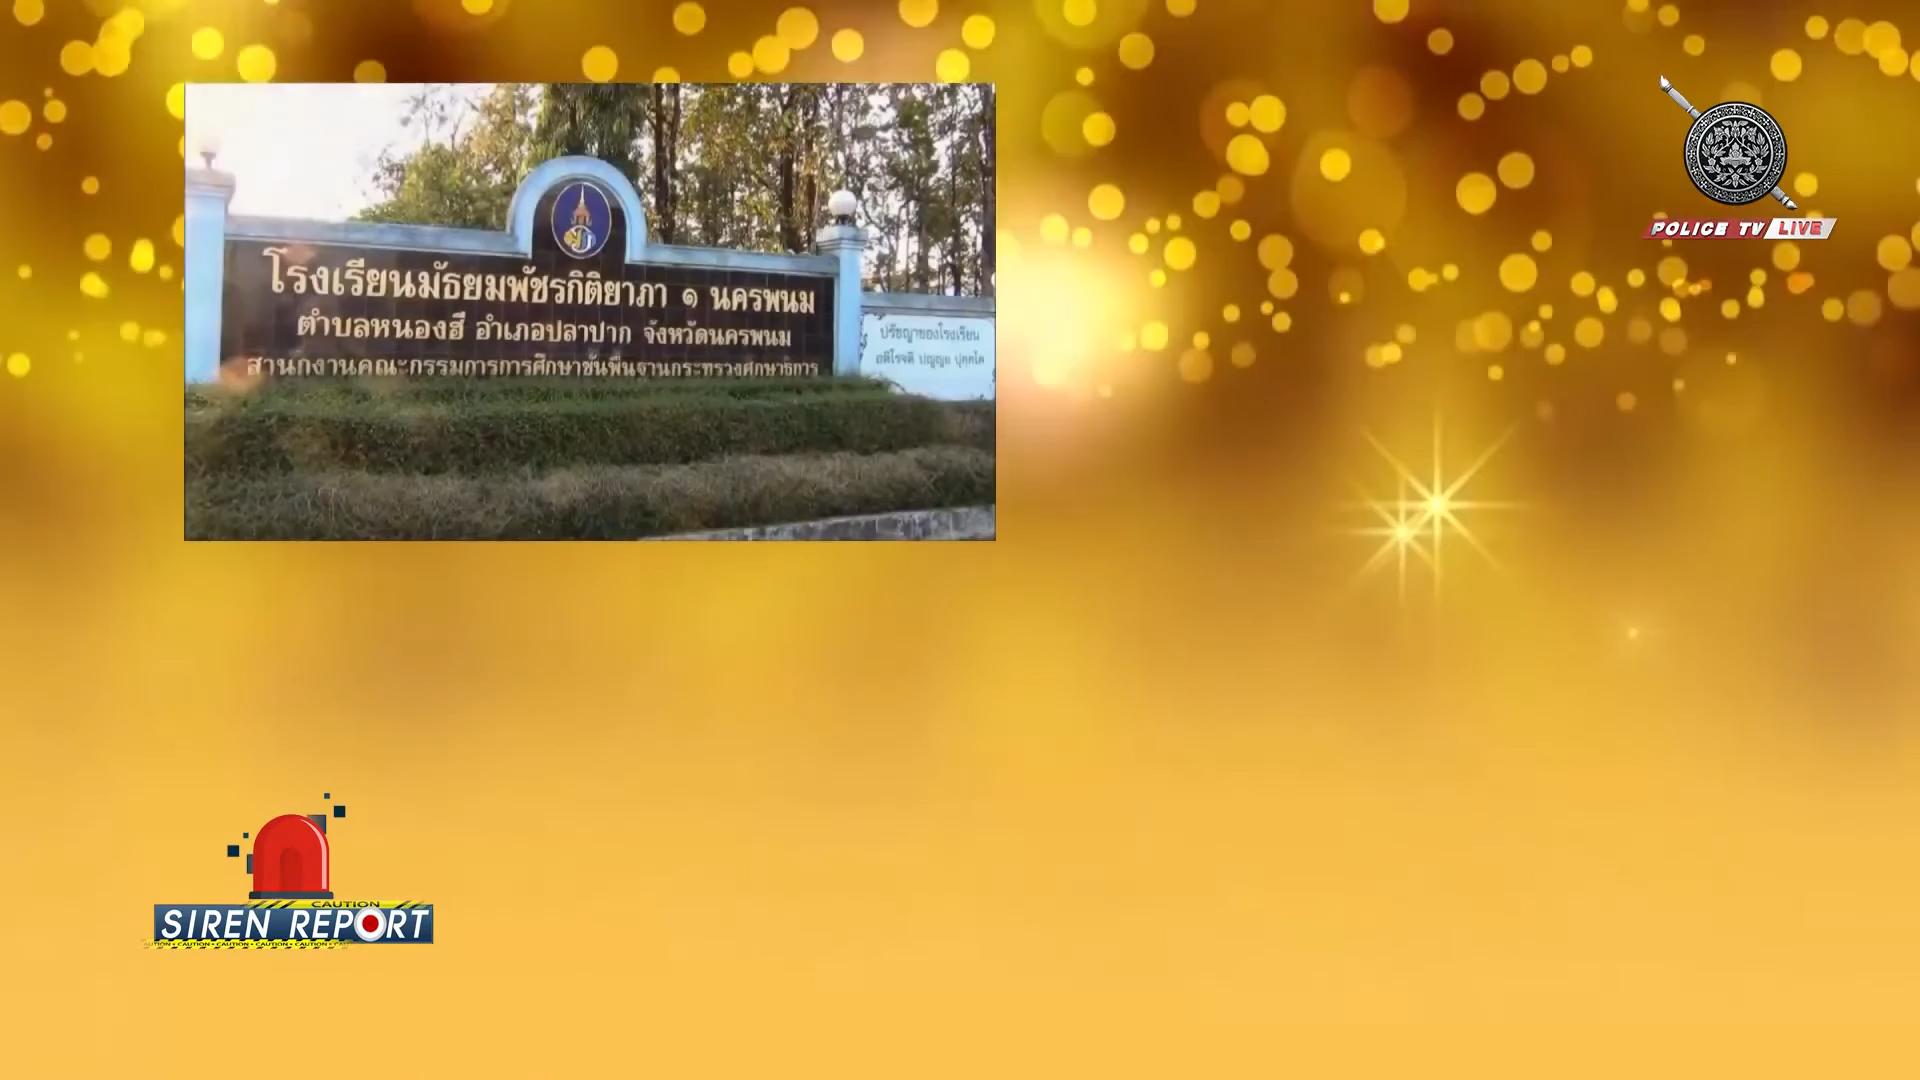 POLICE TV LIVE
โรงเรียนมัธยมพัชรกิติยาภา ๑ นครพนม
ตำบลหนองฮี อำเภอปลาปาก จังหวัดนครพนม
สำนักงานคณะกรรมการการศึกษาขั้นพื้นฐานกระทรวงศึกษาธิการ
ปรัชญาของโรงเรียน
CAUTION
SIREN REPORT
CAUTION • CAUTION • CAUTION • CAUTION • CAUTION